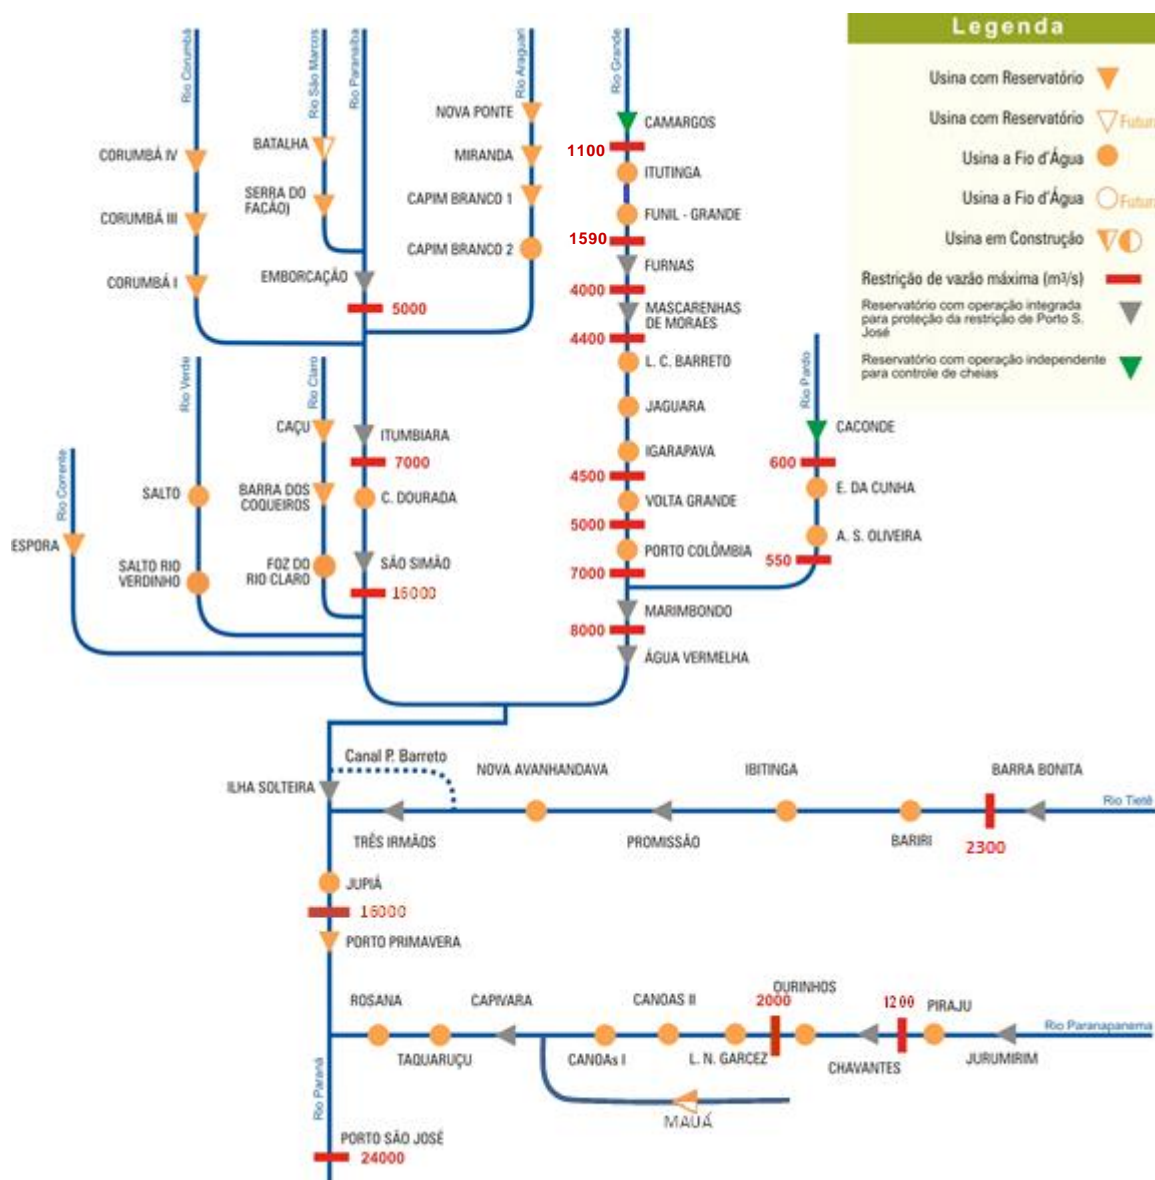 Legenda
Usina com Reservatório
Usina com Reservatório
Futura
Usina a Fio d'Água
Usina a Fio d'Água
Futura
Usina em Construção
Restrição de vazão máxima (m³/s)
Reservatório com operação integrada
para proteção da restrição de Porto S.
José
Reservatório com operação independente
para controle de cheias
Rio Corumbá
Rio São Marcos
Rio Paranaíba
Rio Araguari
Rio Grande
CORUMBÁ IV
CORUMBÁ III
CORUMBÁ I
BATALHA
SERRA DO
FACÃO)
EMBORCAÇÃO
5000
NOVA PONTE
MIRANDA
CAPIM BRANCO 1
CAPIM BRANCO 2
CAMARGOS
1100
ITUTINGA
FUNIL - GRANDE
1590
FURNAS
4000
MASCARENHAS
DE MORAES
4400
L. C. BARRETO
JAGUARA
IGARAPAVA
4500
VOLTA GRANDE
5000
PORTO COLÔMBIA
7000
MARIMBONDO
8000
ÁGUA VERMELHA
Rio Pardo
CACONDE
600
E. DA CUNHA
A. S. OLIVEIRA
550
Rio Corrente
ESPORA
Rio Verde
SALTO
SALTO RIO
VERDINHO
Rio Claro
CAÇU
BARRA DOS
COQUEIROS
FOZ DO
RIO CLARO
ITUMBIARA
7000
C. DOURADA
SÃO SIMÃO
16000
Canal P. Barreto
ILHA SOLTEIRA
TRÊS IRMÃOS
NOVA AVANHANDAVA
PROMISSÃO
IBITINGA
BARIRI
2300
BARRA BONITA
Rio Tietê
JUPIÁ
16000
PORTO PRIMAVERA
ROSANA
TAQUARUÇU
CAPIVARA
CANOAs I
CANOAS II
L. N. GARCEZ
2000
OURINHOS
CHAVANTES
1200
PIRAJU
JURUMIRIM
Rio Paranapanema
MAUÁ
Rio Paraná
PORTO SÃO JOSÉ
24000